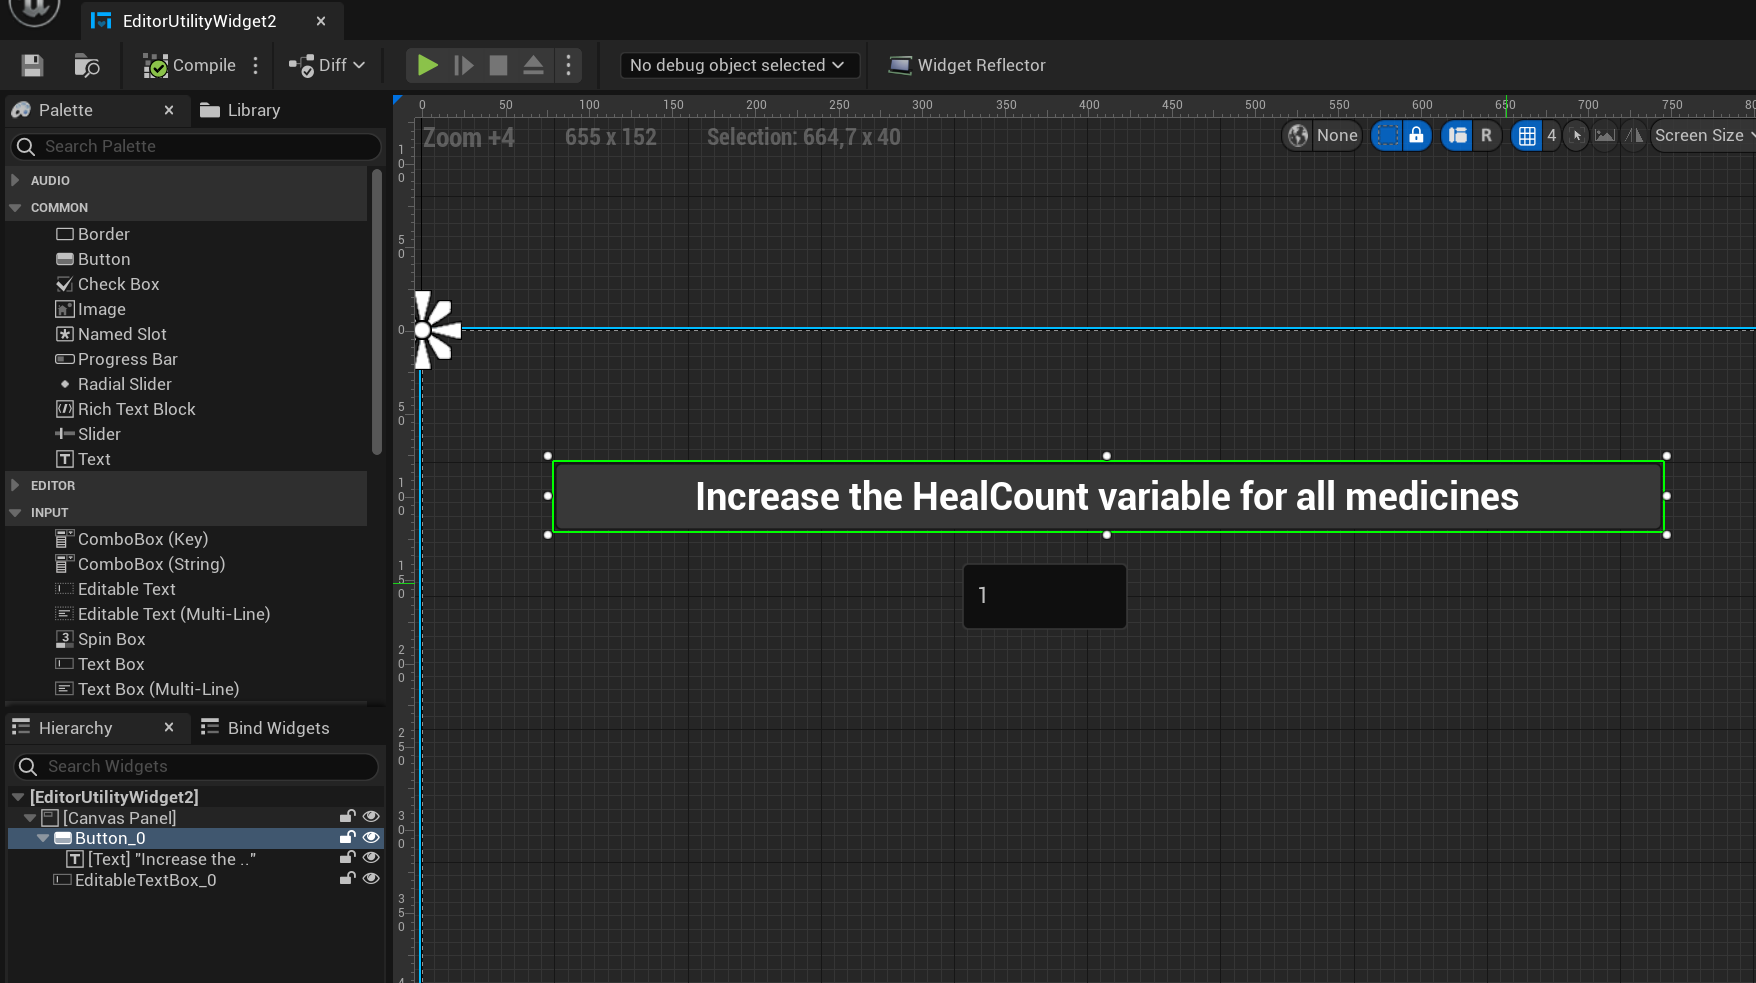 EditorUtilityWidget2
Compile
Diff
No debug object selected
Widget Reflector
Palette
Library
Search Palette
AUDIO
COMMON
Border
Button
Check Box
Image
Named Slot
Progress Bar
Radial Slider
Rich Text Block
Slider
Text
EDITOR
INPUT
ComboBox (Key)
ComboBox (String)
Editable Text
Editable Text (Multi-Line)
Spin Box
Text Box
Text Box (Multi-Line)
Hierarchy
Bind Widgets
Search Widgets
[EditorUtilityWidget2]
[Canvas Panel]
Button_0
[Text] "Increase the .."
EditableTextBox_0
0 50 100 150 200 250 300 350 400 450 500 550 600 650 700 750 80
Zoom +4 655 x 152 Selection: 664,7 x 40
None
R
4
Screen Size
100
50
0
50
100
150
200
250
300
350
4
Increase the HealCount variable for all medicines
1